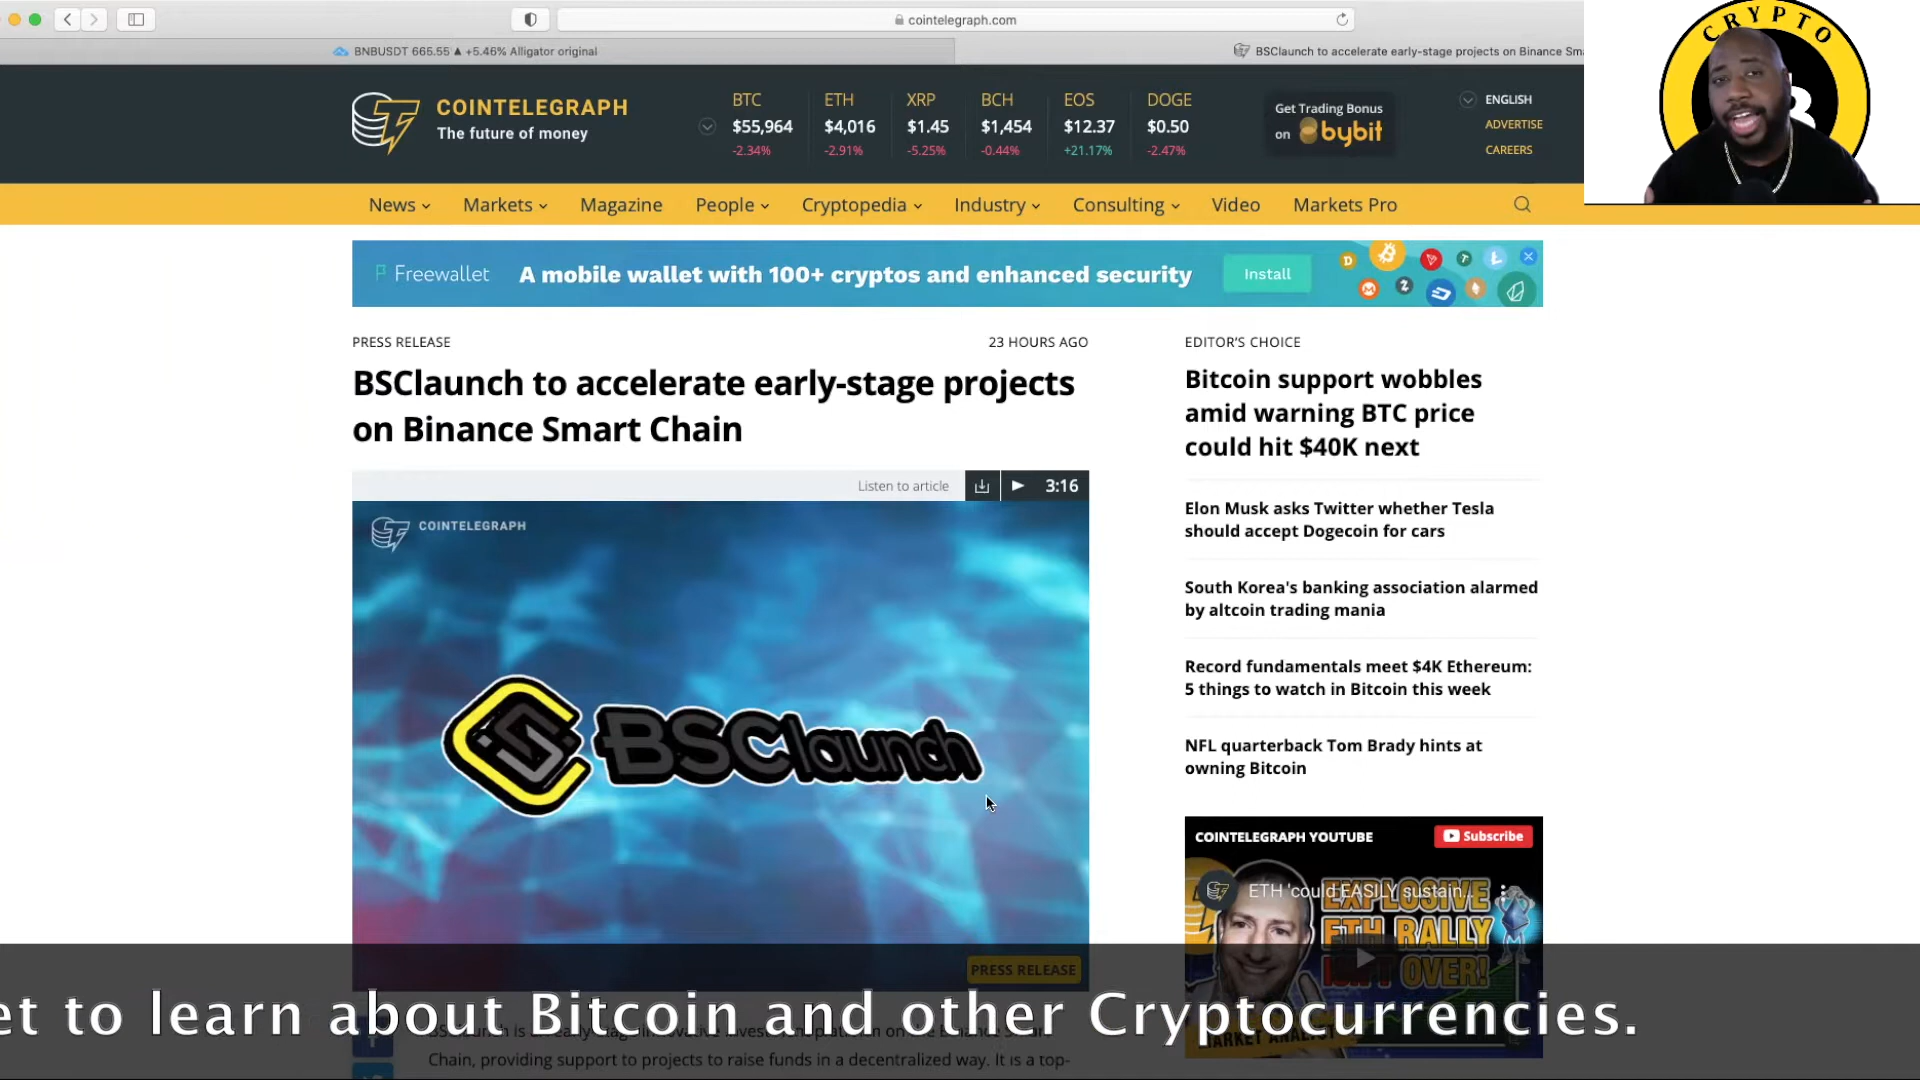 cointelegraph.com
BNBUSDT 665.55 ▲ +5.46% Alligator original
BSClaunch to accelerate early-stage projects on Binance Sma
CRYPTO
B
COINTELEGRAPH
The future of money
BTC
$55,964
-2.34%
ETH
$4,016
-2.91%
XRP
$1.45
-5.25%
BCH
$1,454
-0.44%
EOS
$12.37
+21.17%
DOGE
$0.50
-2.47%
Get Trading Bonus
on bybit
ENGLISH
ADVERTISE
CAREERS
News
Markets
Magazine
People
Cryptopedia
Industry
Consulting
Video
Markets Pro
Freewallet
A mobile wallet with 100+ cryptos and enhanced security
Install
PRESS RELEASE
23 HOURS AGO
BSClaunch to accelerate early-stage projects
on Binance Smart Chain
Listen to article
3:16
COINTELEGRAPH
BSClaunch
PRESS RELEASE
Chain, providing support to projects to raise funds in a decentralized way. It is a top-
EDITOR'S CHOICE
Bitcoin support wobbles
amid warning BTC price
could hit $40K next
Elon Musk asks Twitter whether Tesla
should accept Dogecoin for cars
South Korea's banking association alarmed
by altcoin trading mania
Record fundamentals meet $4K Ethereum:
5 things to watch in Bitcoin this week
NFL quarterback Tom Brady hints at
owning Bitcoin
COINTELEGRAPH YOUTUBE
Subscribe
ETH 'could EASILY sustain...
EXPLOSIVE
ETH RALLY
ISN'T OVER!
MARKET ANALYST
et to learn about Bitcoin and other Cryptocurrencies.